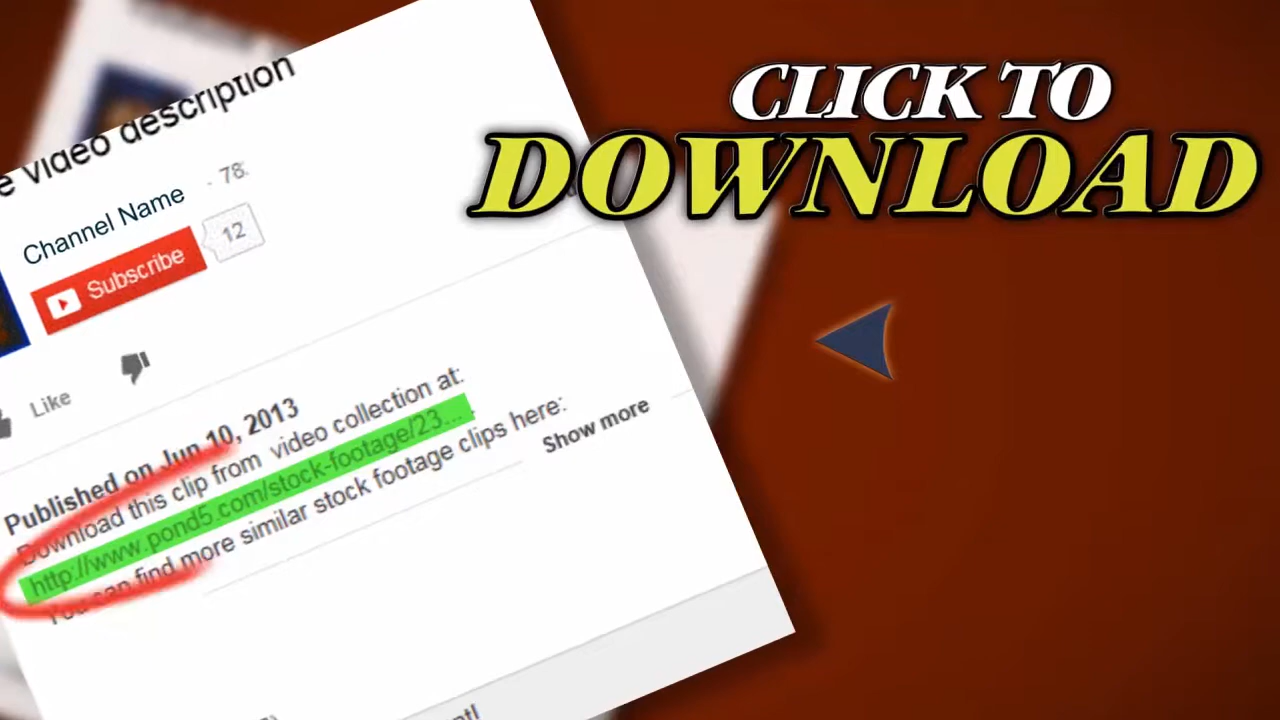 CLICK TO
DOWNLOAD
e video description
Channel Name
· 78
Subscribe
12
Like
Published on Jun 10, 2013
Download this clip from video collection at:
http://www.pond5.com/stock-footage/23...
You can find more similar stock footage clips here:
Show more